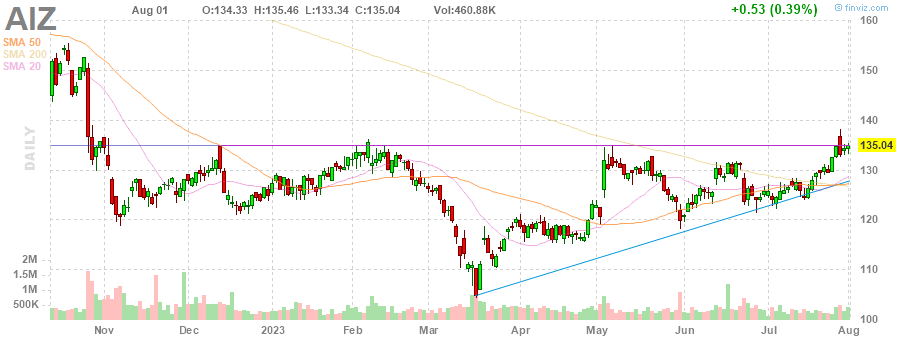 AIZ
Aug 01 O:134.33 H:135.46 L:133.34 C:135.04 Vol:460.88K +0.53 (0.39%)
© finviz.com
SMA 50
SMA 200
SMA 20
DAILY
160
150
140
135.04
130
120
110
100
2M
1.5M
1M
500K
Nov Dec 2023 Feb Mar Apr May Jun Jul Aug